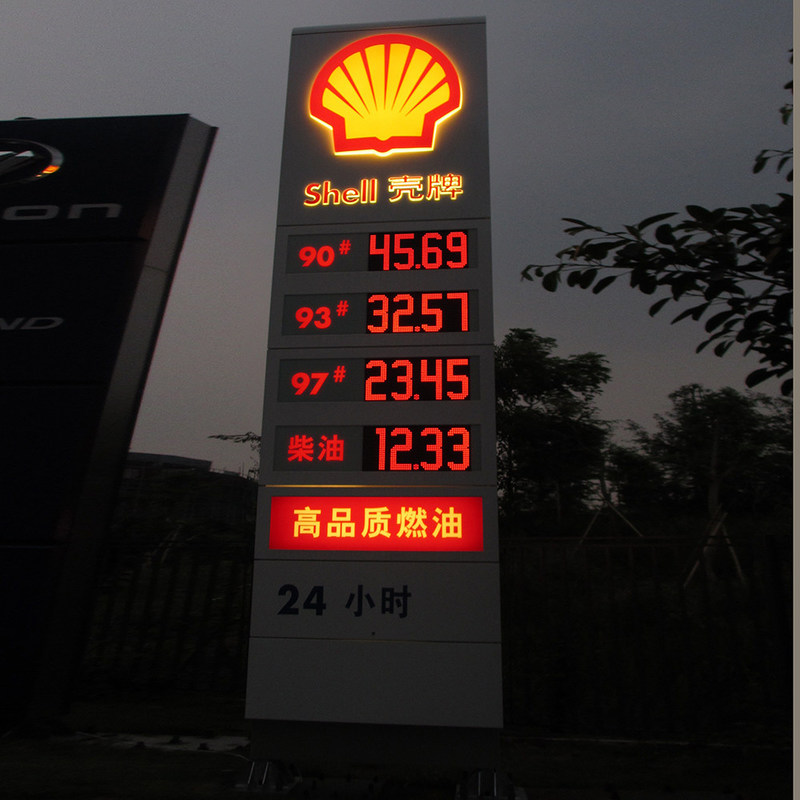 Shell 壳牌
90# 45.69
93# 32.57
97# 23.45
柴油 12.33
高品质燃油
24 小时